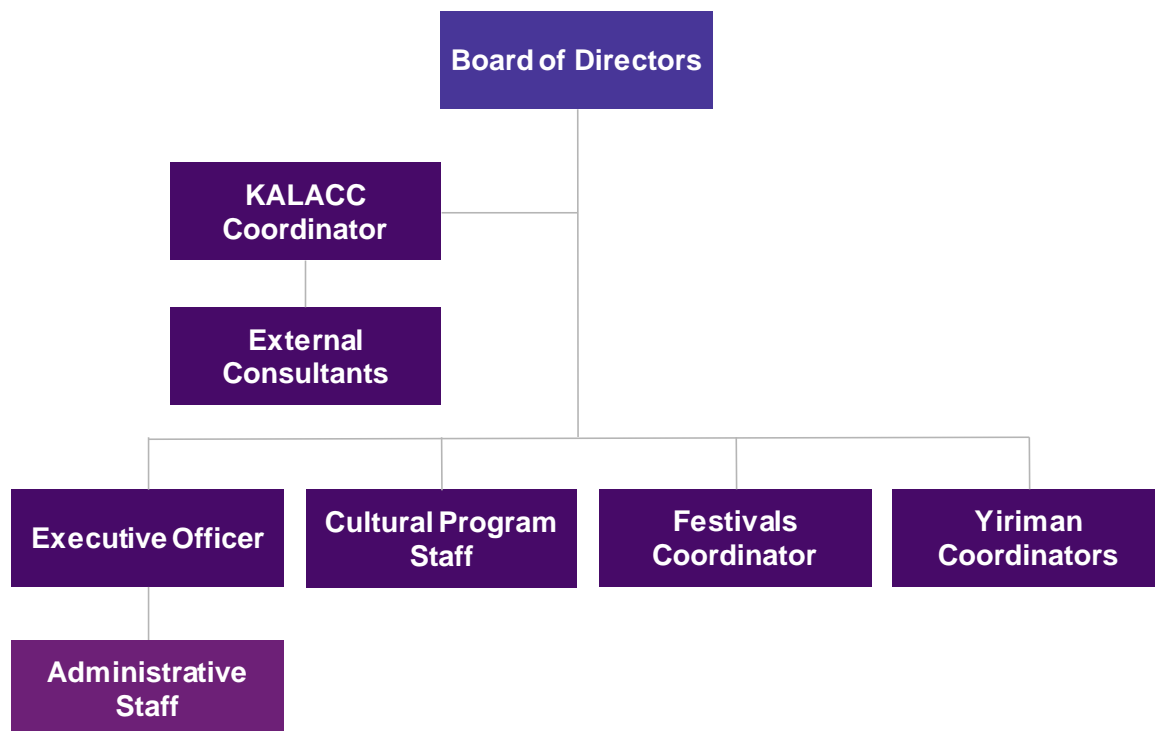 Board of Directors
KALACC
Coordinator
External
Consultants
Executive Officer
Cultural Program
Staff
Festivals
Coordinator
Yiriman
Coordinators
Administrative
Staff